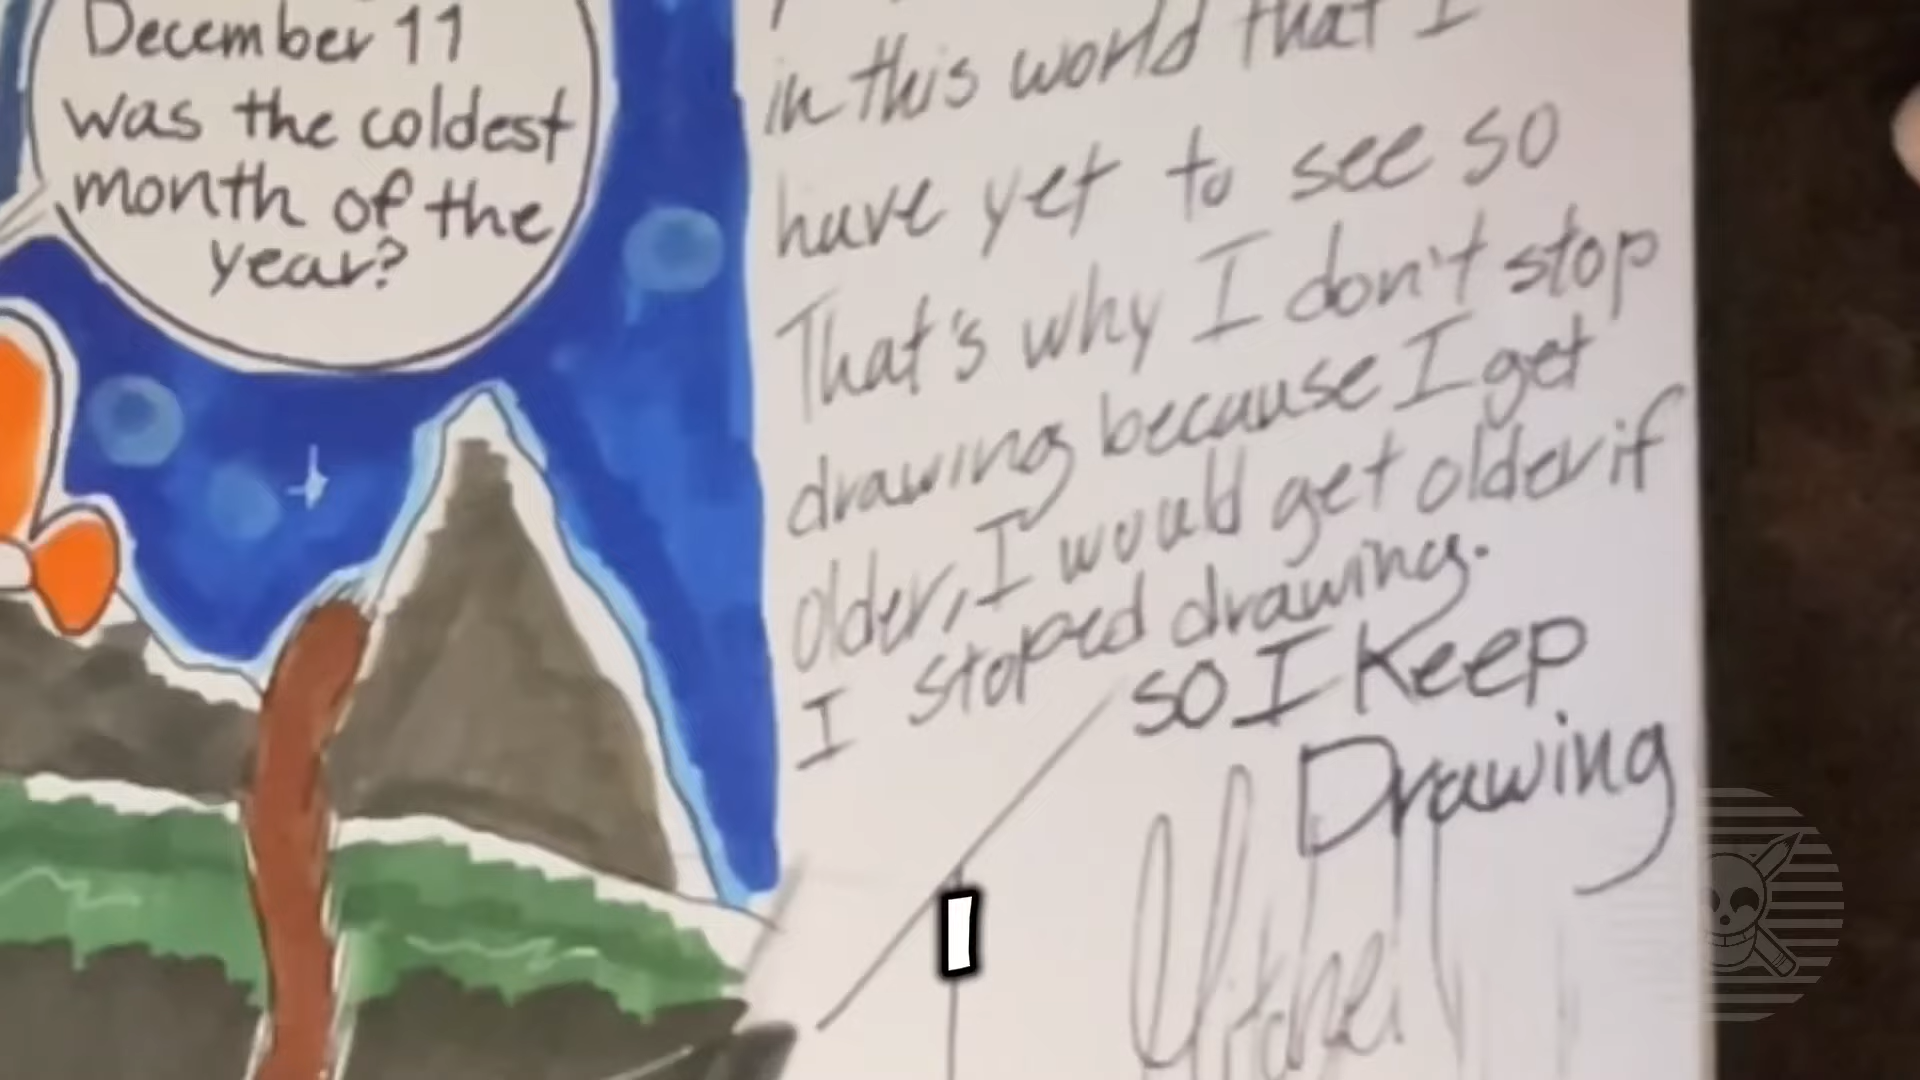 December 11
was the coldest
month of the
year?
in this world that I
have yet to see so
That's why I don't stop
drawing because I get
older, I would get older if
I stoped drawing.
so I keep
Drawing
Mitchell
I